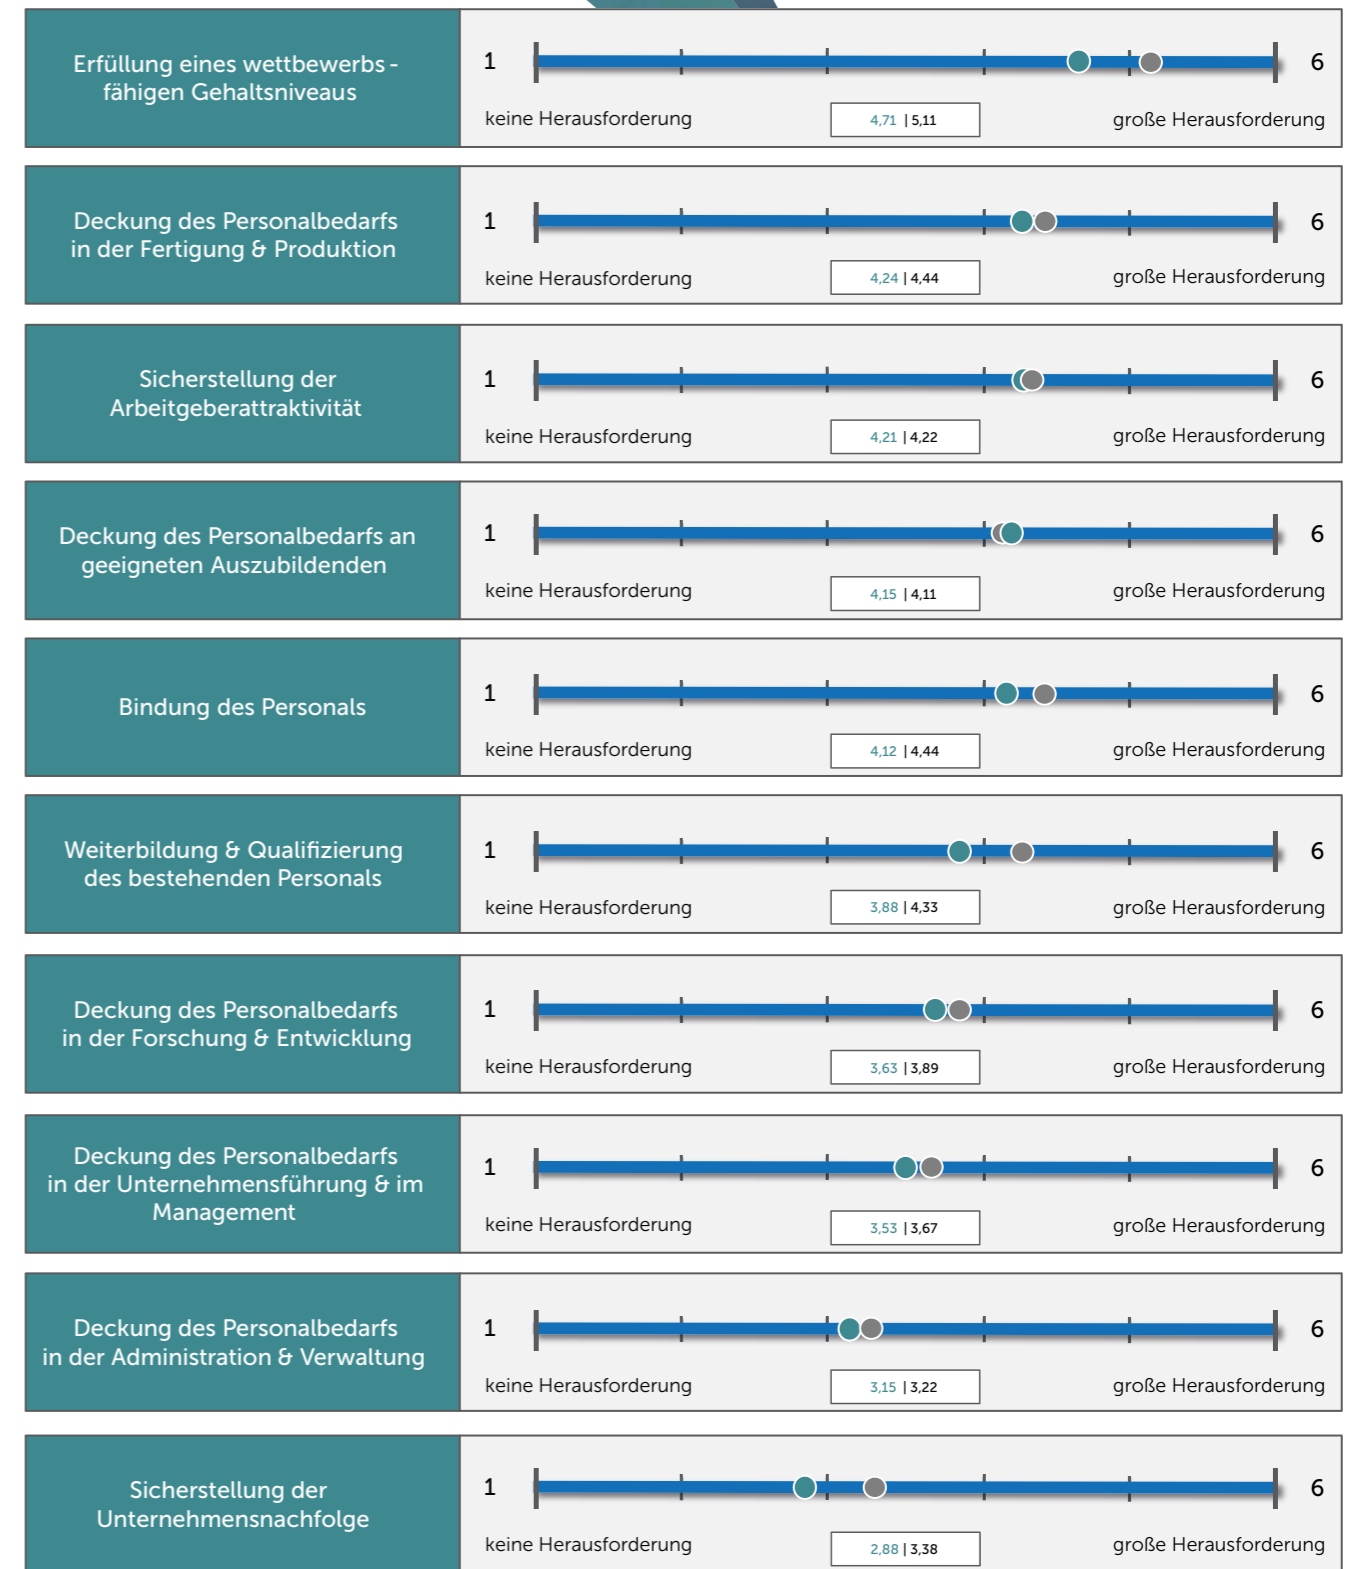 Erfüllung eines wettbewerbs -
fähigen Gehaltsniveaus
1
6
keine Herausforderung
4,71 | 5,11
große Herausforderung
Deckung des Personalbedarfs
in der Fertigung & Produktion
1
6
keine Herausforderung
4,24 | 4,44
große Herausforderung
Sicherstellung der
Arbeitgeberattraktivität
1
6
keine Herausforderung
4,21 | 4,22
große Herausforderung
Deckung des Personalbedarfs an
geeigneten Auszubildenden
1
6
keine Herausforderung
4,15 | 4,11
große Herausforderung
Bindung des Personals
1
6
keine Herausforderung
4,12 | 4,44
große Herausforderung
Weiterbildung & Qualifizierung
des bestehenden Personals
1
6
keine Herausforderung
3,88 | 4,33
große Herausforderung
Deckung des Personalbedarfs
in der Forschung & Entwicklung
1
6
keine Herausforderung
3,63 | 3,89
große Herausforderung
Deckung des Personalbedarfs
in der Unternehmensführung & im
Management
1
6
keine Herausforderung
3,53 | 3,67
große Herausforderung
Deckung des Personalbedarfs
in der Administration & Verwaltung
1
6
keine Herausforderung
3,15 | 3,22
große Herausforderung
Sicherstellung der
Unternehmensnachfolge
1
6
keine Herausforderung
2,88 | 3,38
große Herausforderung